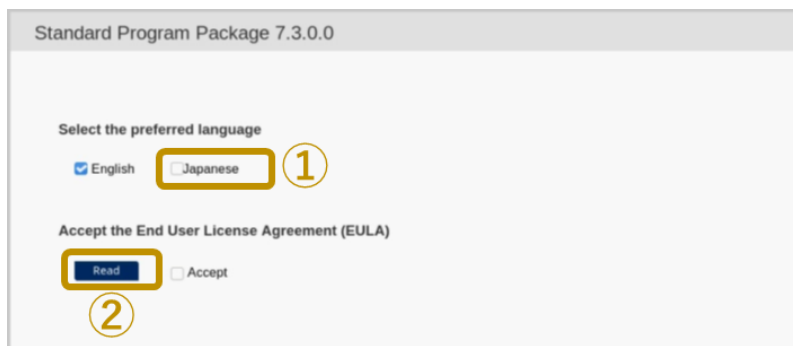 Standard Program Package 7.3.0.0
Select the preferred language
English Japanese ①
Accept the End User License Agreement (EULA)
Read Accept
②